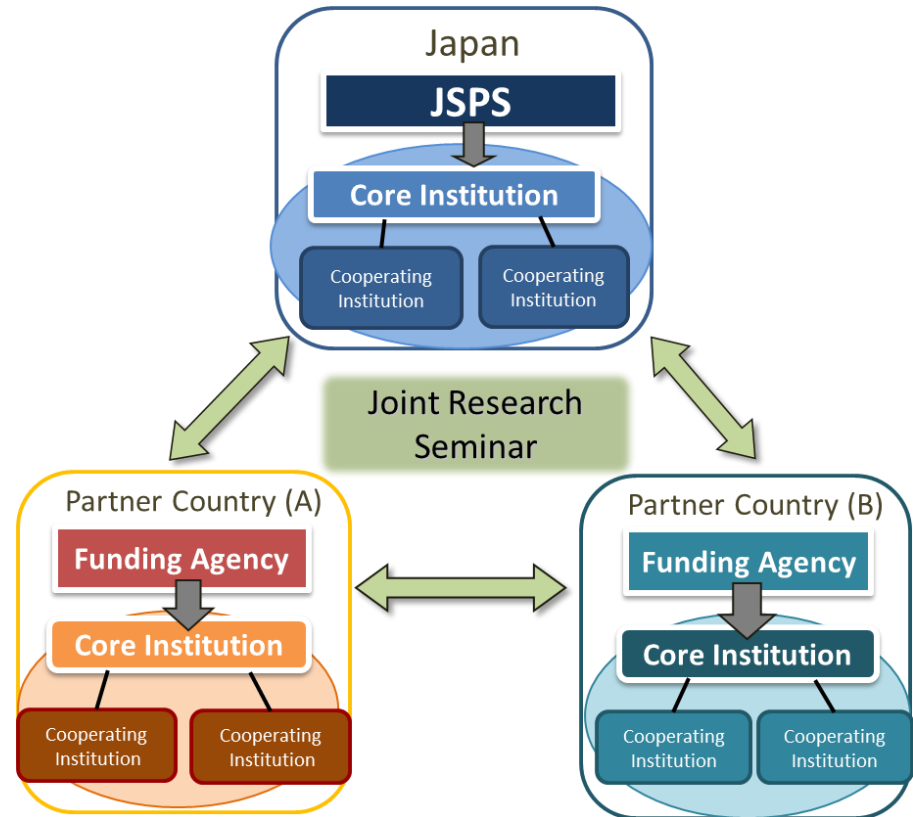 Japan
JSPS
Core Institution
Cooperating
Institution
Cooperating
Institution
Joint Research
Seminar
Partner Country (A)
Funding Agency
Core Institution
Cooperating
Institution
Cooperating
Institution
Partner Country (B)
Funding Agency
Core Institution
Cooperating
Institution
Cooperating
Institution